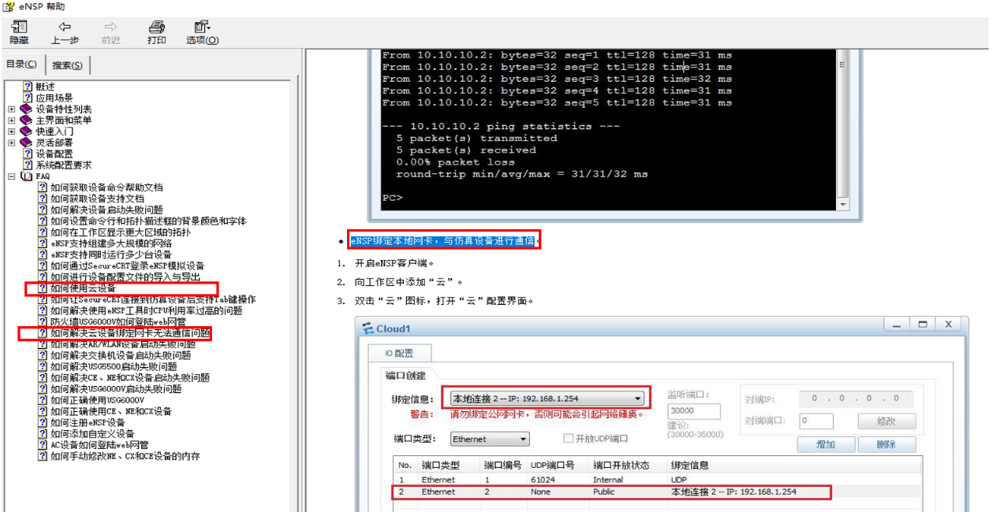 eNSP 帮助
隐藏 上一步 前进 打印 选项(O)
目录(C) 搜索(S)
概述
应用场景
设备特性列表
主界面和菜单
快速入门
灵活部署
设备配置
系统配置要求
FAQ
如何获取设备命令帮助文档
如何获取设备支持文档
如何解决设备启动失败问题
如何设置命令行和拓扑描述框的背景颜色和字体
如何在工作区显示更大区域的拓扑
eNSP支持组建多大规模的网络
eNSP支持同时运行多少台设备
如何通过SecureCRT登录eNSP模拟设备
如何进行设备配置文件的导入与导出
如何使用云设备
如何让SecureCRT连接到仿真设备后支持Tab键操作
如何解决使用eNSP工具时CPU利用率过高的问题
防火墙USG6000V如何登陆web网管
如何解决云设备绑定网卡无法通信问题
如何解决AR/WLAN设备启动失败问题
如何解决交换机设备启动失败问题
如何解决USG5500启动失败问题
如何解决CE、NE和CX设备启动失败问题
如何解决USG6000V启动失败问题
如何正确使用USG6000V
如何正确使用CE、NE和CX设备
如何注册eNSP设备
如何添加自定义设备
AC设备如何登陆web网管
如何手动修改NE、CX和CE设备的内存
From 10.10.10.2: bytes=32 seq=1 ttl=128 time=31 ms
From 10.10.10.2: bytes=32 seq=2 ttl=128 time=31 ms
From 10.10.10.2: bytes=32 seq=3 ttl=128 time=32 ms
From 10.10.10.2: bytes=32 seq=4 ttl=128 time=31 ms
From 10.10.10.2: bytes=32 seq=5 ttl=128 time=31 ms
--- 10.10.10.2 ping statistics ---
5 packet(s) transmitted
5 packet(s) received
0.00% packet loss
round-trip min/avg/max = 31/31/32 ms
PC>
• eNSP绑定本地网卡，与仿真设备进行通信。
1. 开启eNSP客户端。
2. 向工作区中添加“云”。
3. 双击“云”图标，打开“云”配置界面。
Cloud1
IO 配置
端口创建
绑定信息: 本地连接 2 -- IP: 192.168.1.254
警告: 请勿绑定公网网卡，否则可能会引起网络瘫痪。
端口类型: Ethernet 开放UDP端口
监听端口:
30000
建议:
(30000-35000)
对端IP: 0 . 0 . 0 . 0
对端端口: 0 修改
增加 删除
No. 端口类型 端口编号 UDP端口号 端口开放状态 绑定信息
1 Ethernet 1 61024 Internal UDP
2 Ethernet 2 None Public 本地连接 2 -- IP: 192.168.1.254